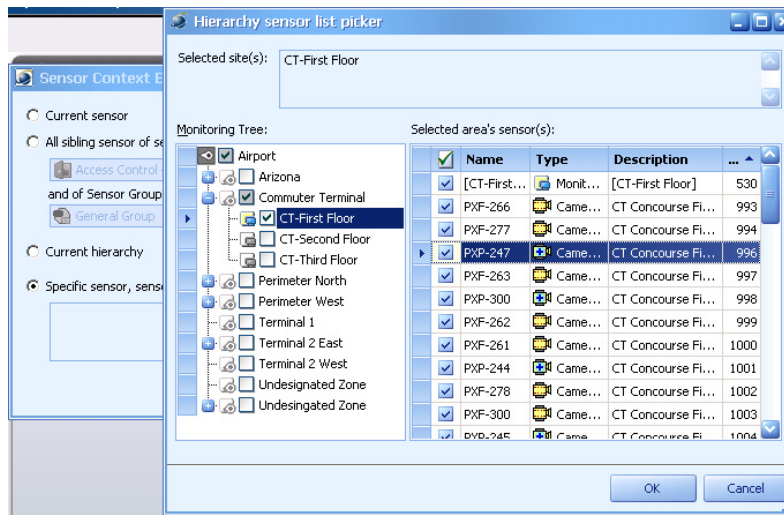 Hierarchy sensor list picker
Selected site(s):
CT-First Floor
Sensor Context E
Current sensor
All sibling sensor of se
Access Control
and of Sensor Group
General Group
Current hierarchy
Specific sensor, sens
Monitoring Tree:
Airport
Arizona
Commuter Terminal
CT-First Floor
CT-Second Floor
CT-Third Floor
Perimeter North
Perimeter West
Terminal 1
Terminal 2 East
Terminal 2 West
Undesignated Zone
Undesingated Zone
Selected area's sensor(s):
Name Type Description ...
[CT-First... Monit... [CT-First Floor] 530
PXF-266 Came... CT Concourse Fi... 993
PXF-277 Came... CT Concourse Fi... 994
PXP-247 Came... CT Concourse Fi... 996
PXF-263 Came... CT Concourse Fi... 997
PXP-300 Came... CT Concourse Fi... 998
PXF-262 Came... CT Concourse Fi... 999
PXF-261 Came... CT Concourse Fi... 1000
PXP-244 Came... CT Concourse Fi... 1001
PXF-278 Came... CT Concourse Fi... 1002
PXF-300 Came... CT Concourse Fi... 1003
PXP-245 Came... CT Concourse Fi... 1004
OK Cancel